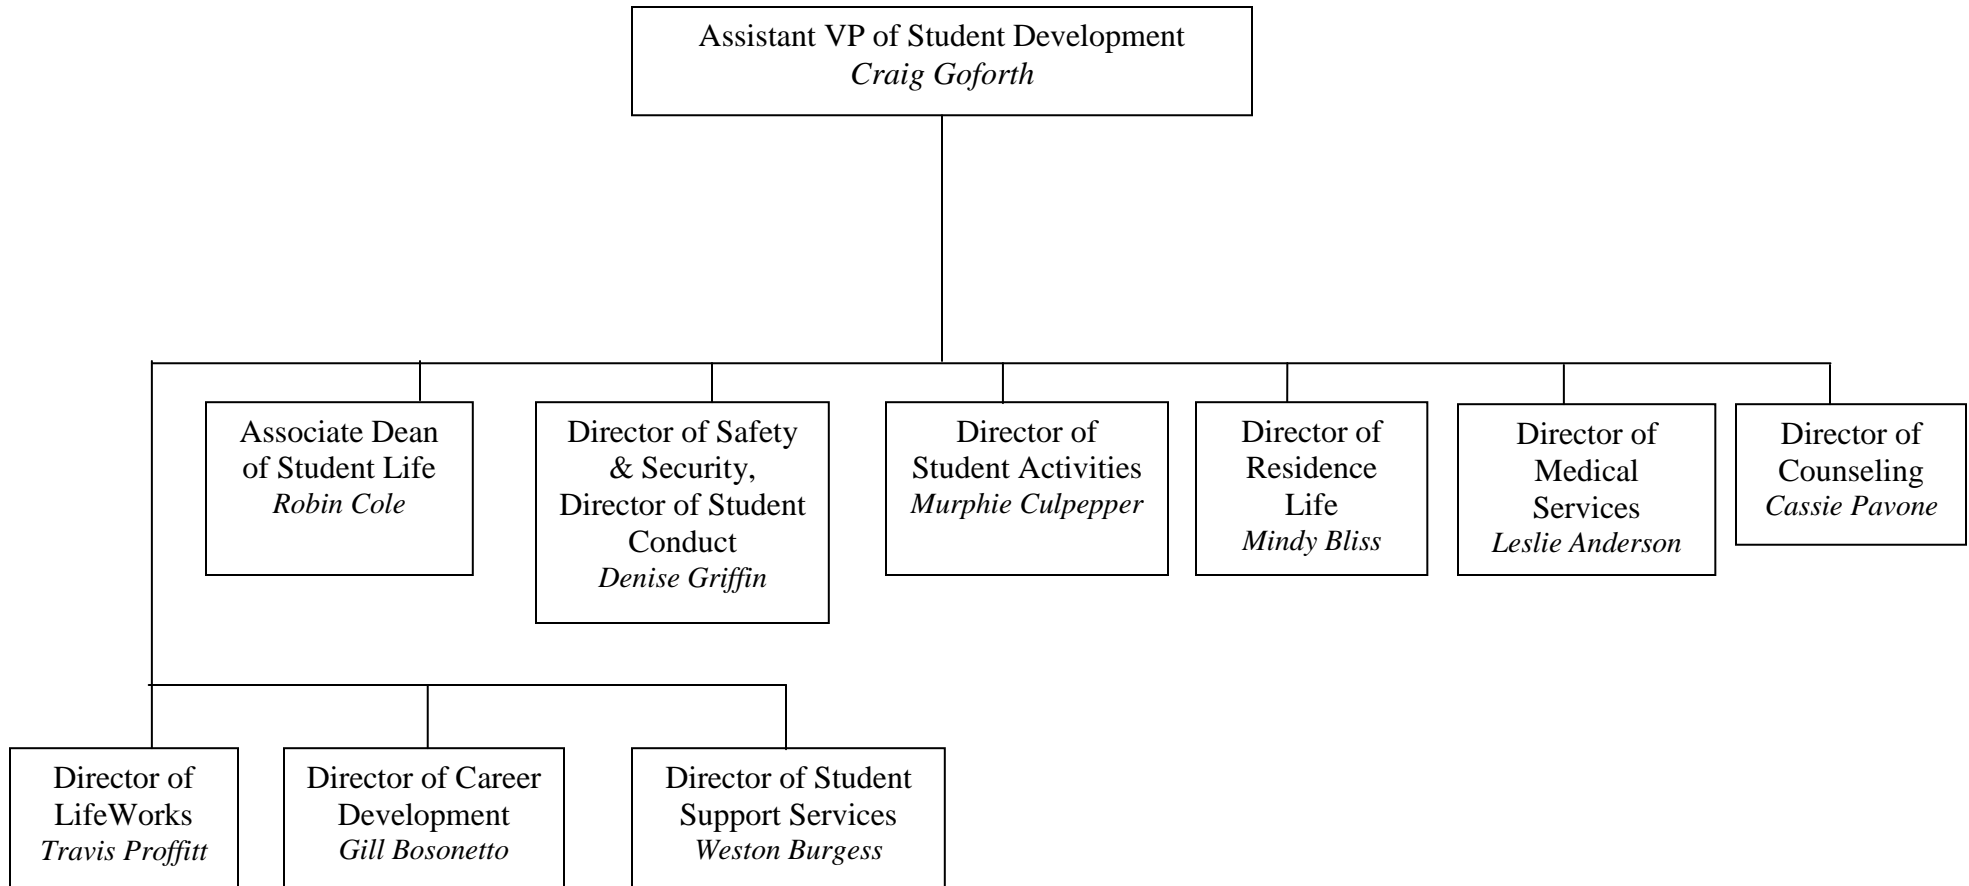 Assistant VP of Student Development
Craig Goforth
Associate Dean
of Student Life
Robin Cole
Director of Safety
& Security,
Director of Student
Conduct
Denise Griffin
Director of
Student Activities
Murphie Culpepper
Director of
Residence
Life
Mindy Bliss
Director of
Medical
Services
Leslie Anderson
Director of
Counseling
Cassie Pavone
Director of
LifeWorks
Travis Proffitt
Director of Career
Development
Gill Bosonetto
Director of Student
Support Services
Weston Burgess